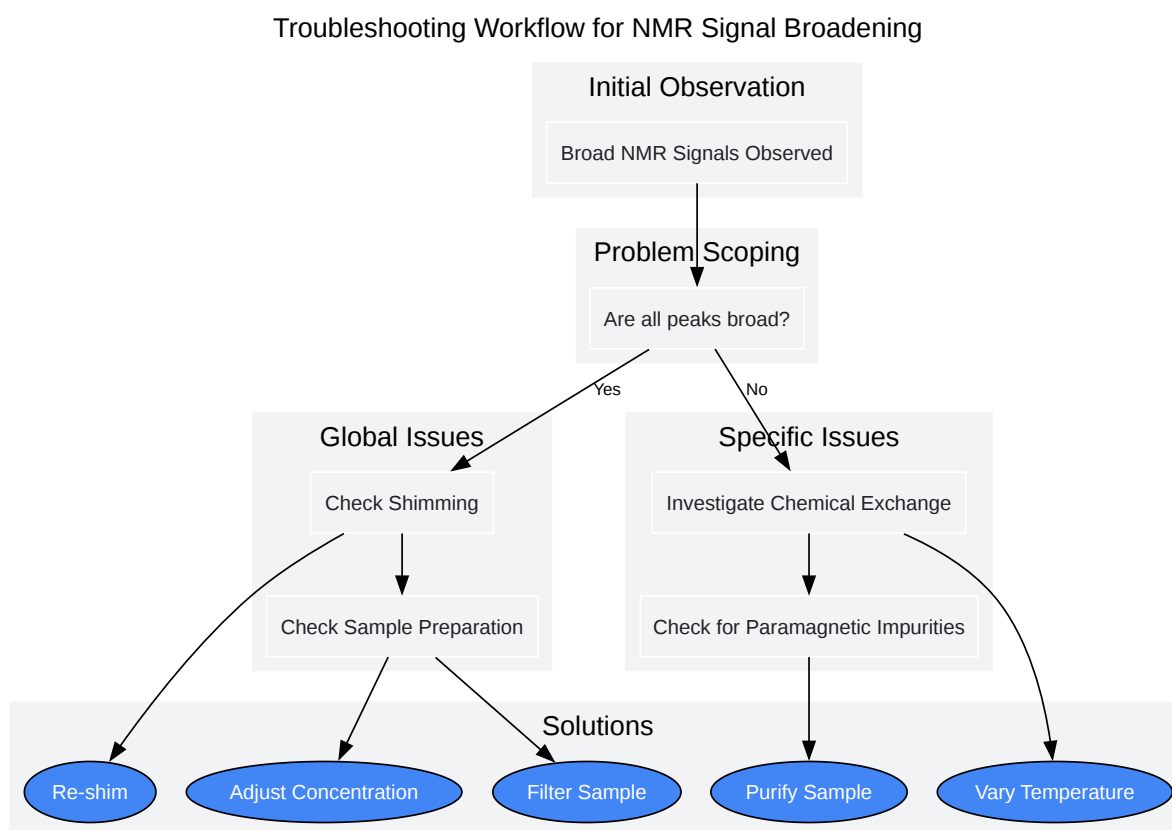 Troubleshooting Workflow for NMR Signal Broadening
Initial Observation
Broad NMR Signals Observed
Problem Scoping
Are all peaks broad?
Yes
No
Global Issues
Specific Issues
Check Shimming
Investigate Chemical Exchange
Check Sample Preparation
Check for Paramagnetic Impurities
Solutions
Re-shim
Adjust Concentration
Filter Sample
Purify Sample
Vary Temperature